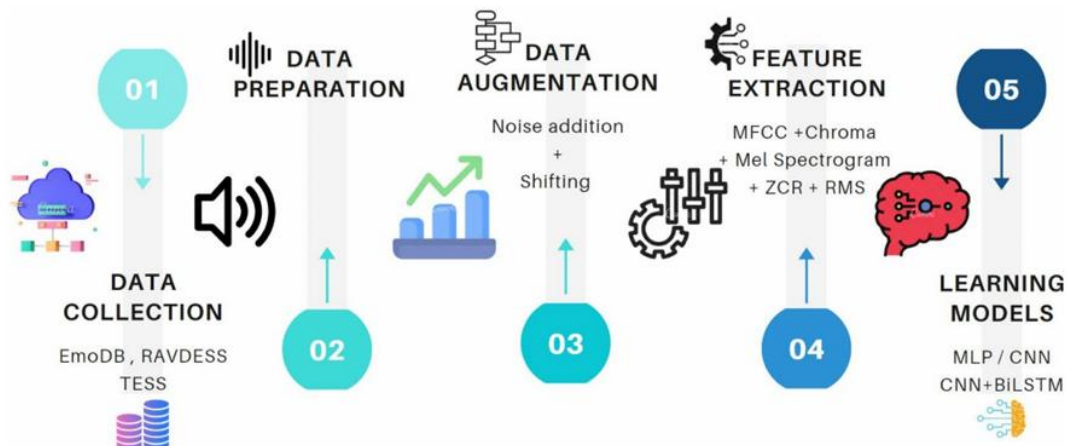 01
DATA
COLLECTION
EmoDB , RAVDESS
TESS
DATA
PREPARATION
02
DATA
AUGMENTATION
Noise addition
+
Shifting
03
FEATURE
EXTRACTION
MFCC +Chroma
+ Mel Spectrogram
+ ZCR + RMS
04
05
LEARNING
MODELS
MLP / CNN
CNN+BiLSTM